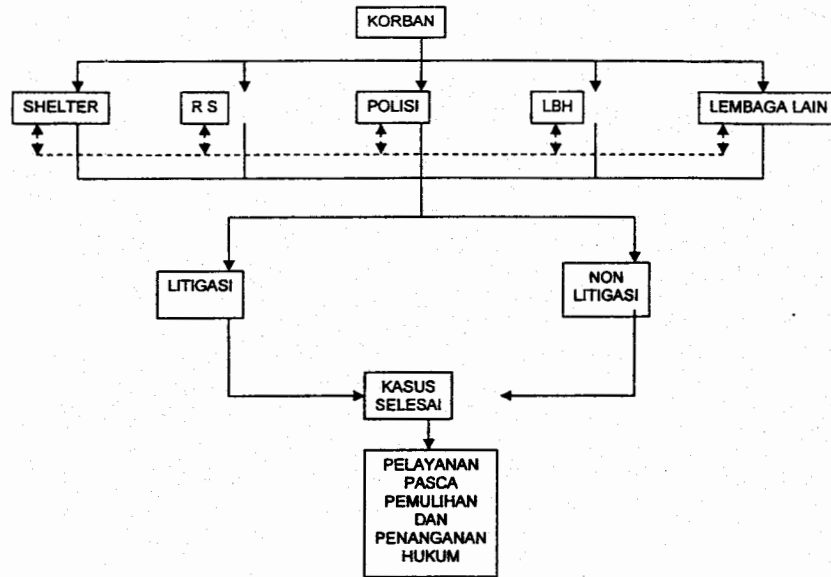 KORBAN
SHELTER
R S
POLISI
LBH
LEMBAGA LAIN
LITIGASI
NON
LITIGASI
KASUS
SELESAI
PELAYANAN
PASCA
PEMULIHAN
DAN
PENANGANAN
HUKUM